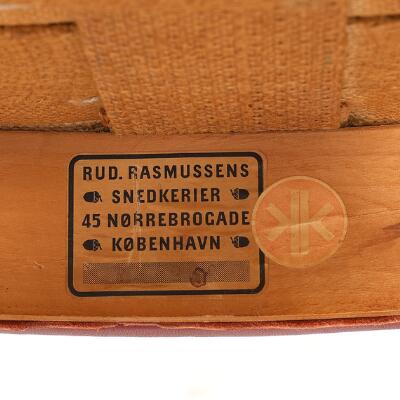 RUD. RASMUSSENS
SNEDKERIER
45 NØRREBROGADE
KØBENHAVN